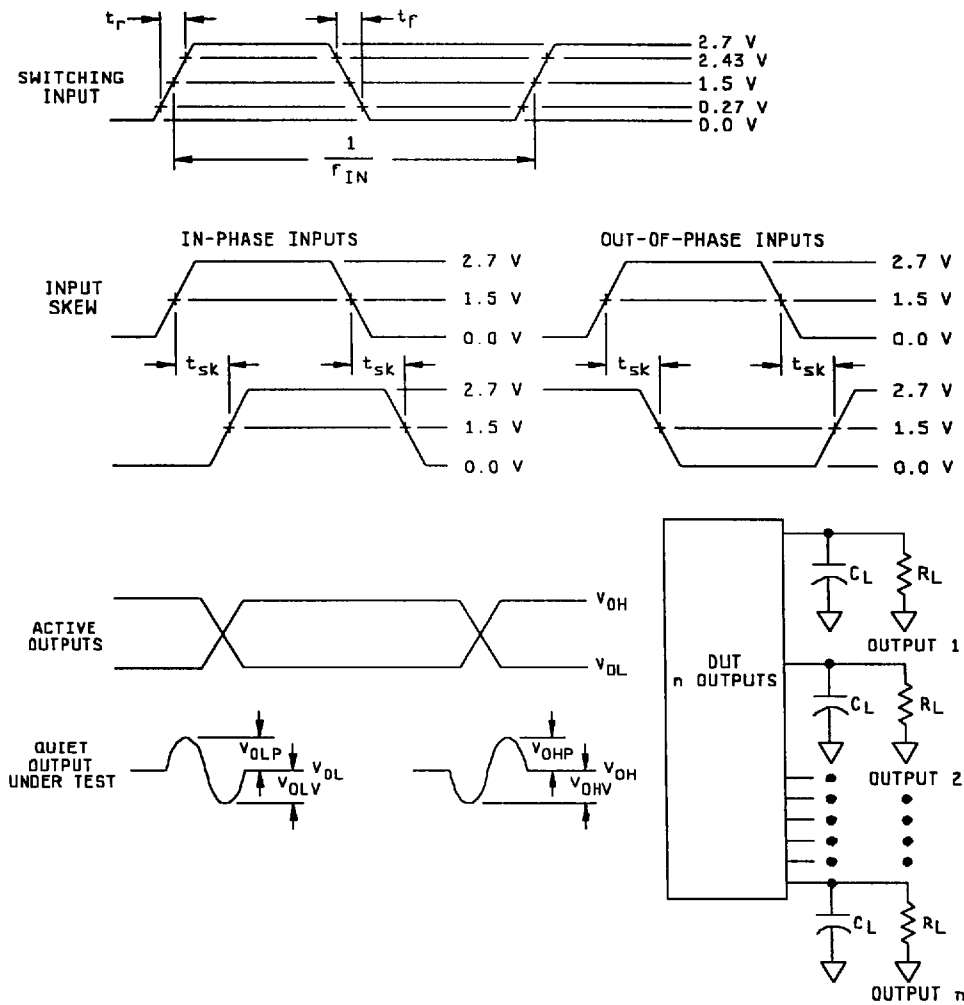 tr
tf
2.7 V
2.43 V
SWITCHING
INPUT
1.5 V
0.27 V
0.0 V
1
fIN
IN-PHASE INPUTS
OUT-OF-PHASE INPUTS
2.7 V
2.7 V
INPUT
SKEW
1.5 V
1.5 V
0.0 V
0.0 V
tsk
tsk
tsk
tsk
2.7 V
2.7 V
1.5 V
1.5 V
0.0 V
0.0 V
CL
RL
OUTPUT 1
VOH
ACTIVE
OUTPUTS
VOL
DUT
n OUTPUTS
CL
RL
OUTPUT 2
QUIET
OUTPUT
UNDER TEST
VOLP
VOL
VOLV
VOHP
VOH
VOHV
CL
RL
OUTPUT n